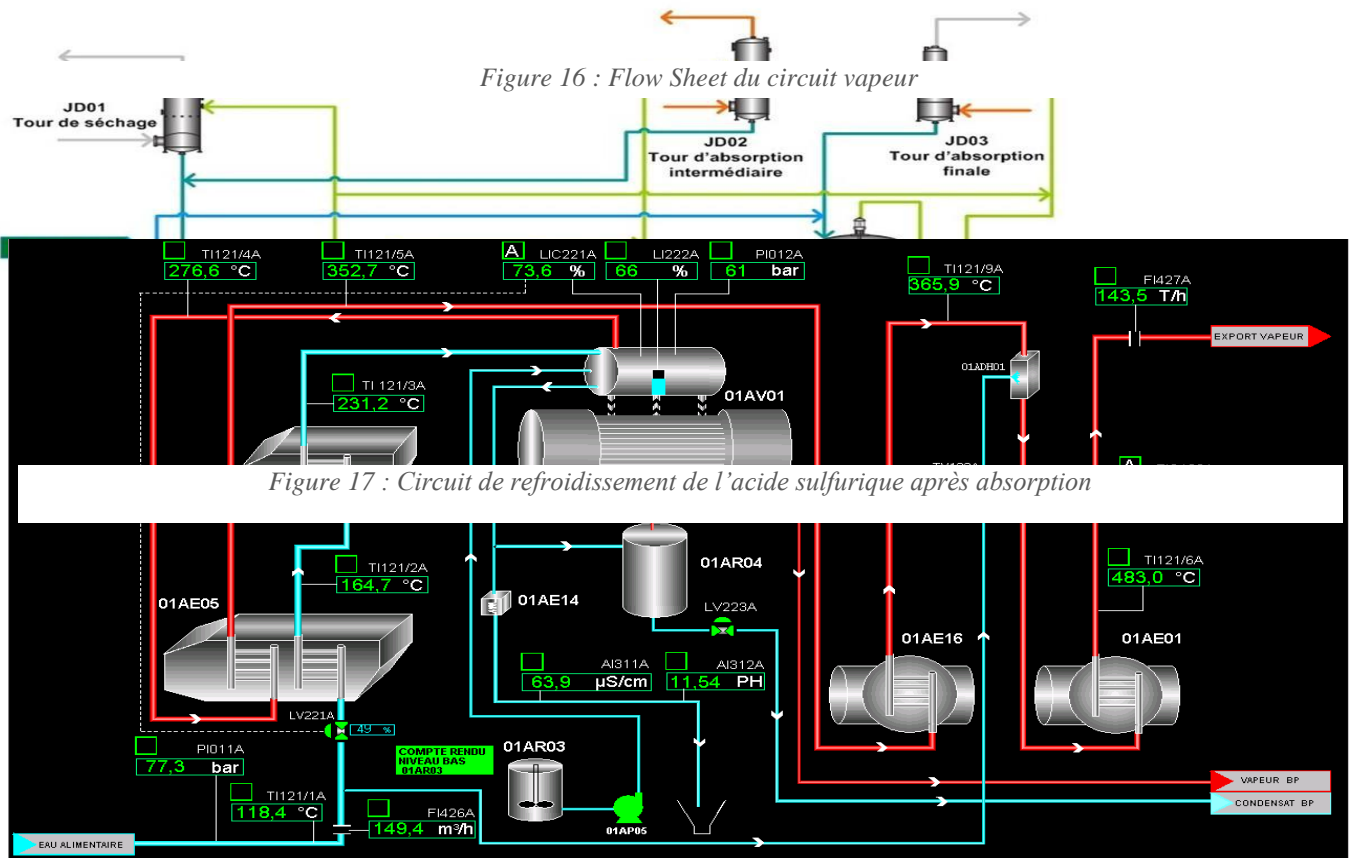 Figure 16 : Flow Sheet du circuit vapeur
JD01
Tour de séchage
JD02
Tour d'absorption
intermédiaire
JD03
Tour d'absorption
finale
TI121/4A
276,6 °C
TI121/5A
352,7 °C
A LIC221A
73,6 %
LI222A
66 %
PI012A
61 bar
TI121/9A
365,9 °C
FI427A
143,5 T/h
EXPORT VAPEUR
01ADH01
TI 121/3A
231,2 °C
01AV01
Figure 17 : Circuit de refroidissement de l'acide sulfurique après absorption
TI121/2A
164,7 °C
01AE05
01AE14
01AR04
LV223A
TI121/6A
483,0 °C
01AE16
01AE01
AI311A
63,9 µS/cm
AI312A
11,54 PH
LV221A
49 %
PI011A
77,3 bar
COMPTE RENDU
NIVEAU BAS
01AR03
01AR03
TI121/1A
118,4 °C
FI426A
149,4 m³/h
01AP05
VAPEUR BP
CONDENSAT BP
EAU ALIMENTAIRE